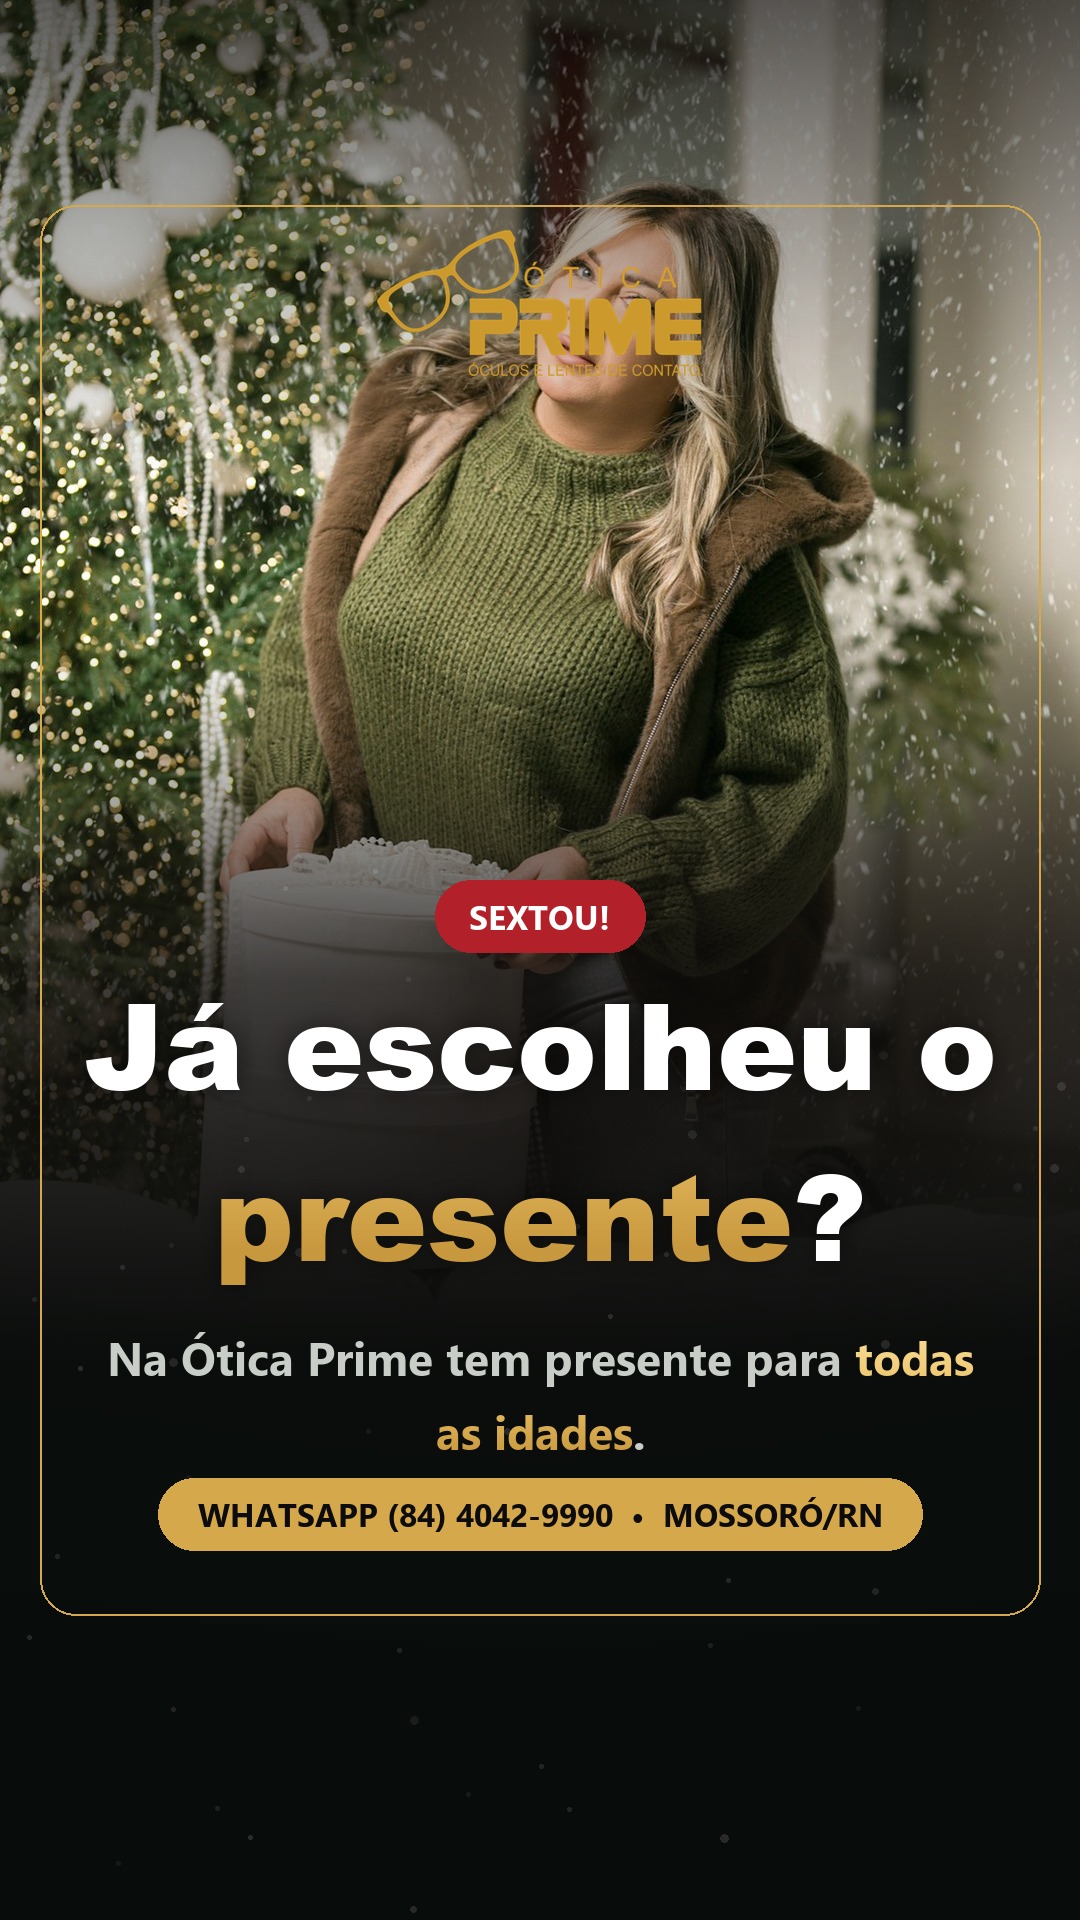 ÓTICA
PRIME
ÓCULOS E LENTES DE CONTATO
SEXTOU!
Já escolheu o
presente?
Na Ótica Prime tem presente para todas
as idades.
WHATSAPP (84) 4042-9990 • MOSSORÓ/RN